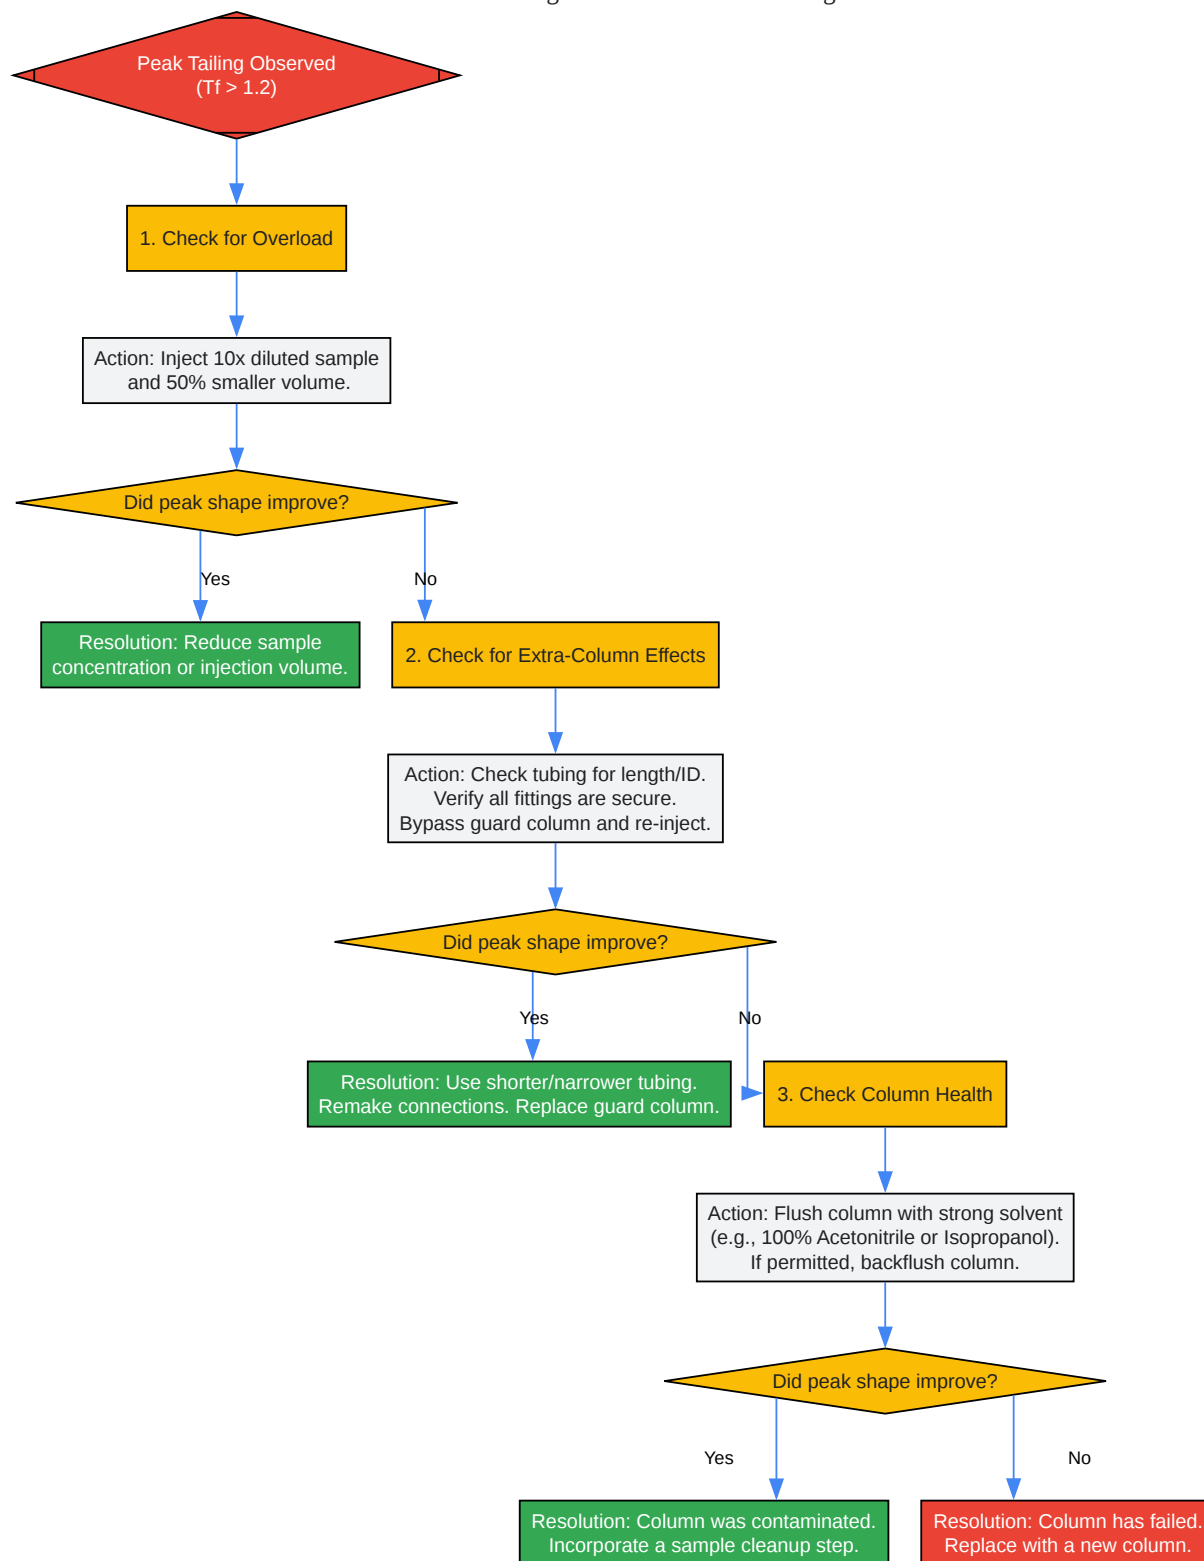 Peak Tailing Observed
(Tf > 1.2)
1. Check for Overload
Action: Inject 10x diluted sample
and 50% smaller volume.
Did peak shape improve?
Yes
No
Resolution: Reduce sample
concentration or injection volume.
2. Check for Extra-Column Effects
Action: Check tubing for length/ID.
Verify all fittings are secure.
Bypass guard column and re-inject.
Did peak shape improve?
Yes
No
Resolution: Use shorter/narrower tubing.
Remake connections. Replace guard column.
3. Check Column Health
Action: Flush column with strong solvent
(e.g., 100% Acetonitrile or Isopropanol).
If permitted, backflush column.
Did peak shape improve?
Yes
No
Resolution: Column was contaminated.
Incorporate a sample cleanup step.
Resolution: Column has failed.
Replace with a new column.